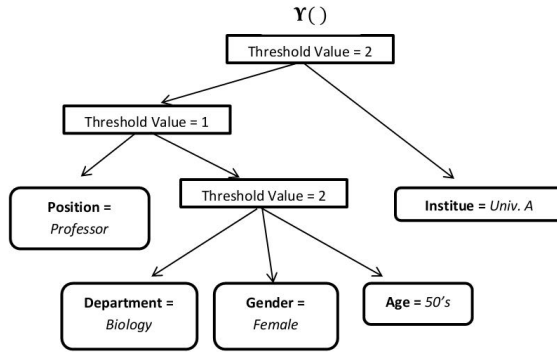 ϒ( )
Threshold Value = 2
Threshold Value = 1
Threshold Value = 2
Position =
Professor
Institue = Univ. A
Department =
Biology
Gender =
Female
Age = 50's